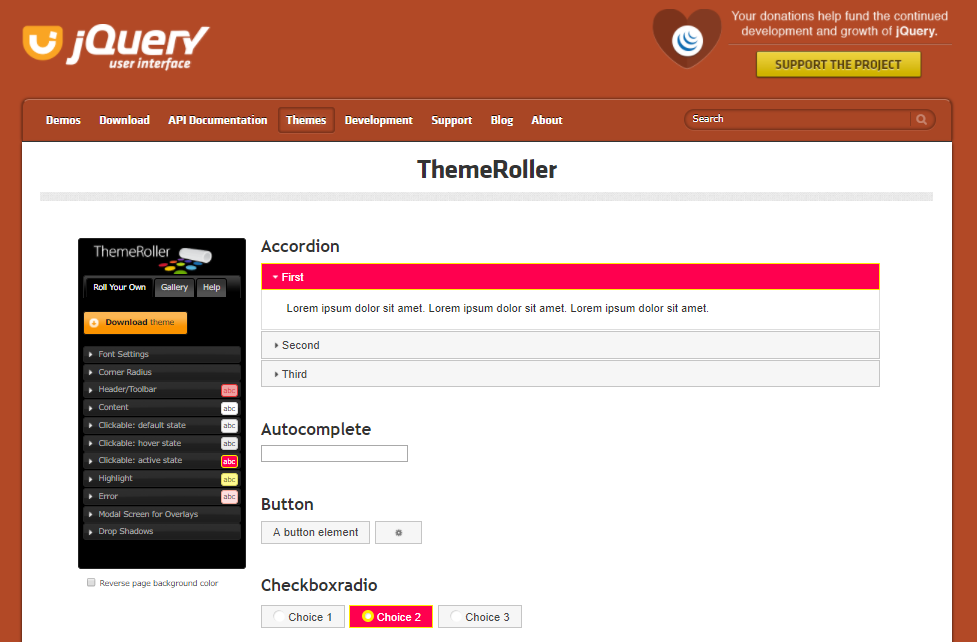 jQuery
user interface
Your donations help fund the continued
development and growth of jQuery.
SUPPORT THE PROJECT
Demos Download API Documentation Themes Development Support Blog About Search
ThemeRoller
ThemeRoller
Roll Your Own Gallery Help
Download theme
Font Settings
Corner Radius
Header/Toolbar abc
Content abc
Clickable: default state abc
Clickable: hover state abc
Clickable: active state abc
Highlight abc
Error abc
Modal Screen for Overlays
Drop Shadows
Reverse page background color
Accordion
First
Lorem ipsum dolor sit amet. Lorem ipsum dolor sit amet. Lorem ipsum dolor sit amet.
Second
Third
Autocomplete
Button
A button element
Checkboxradio
Choice 1 Choice 2 Choice 3